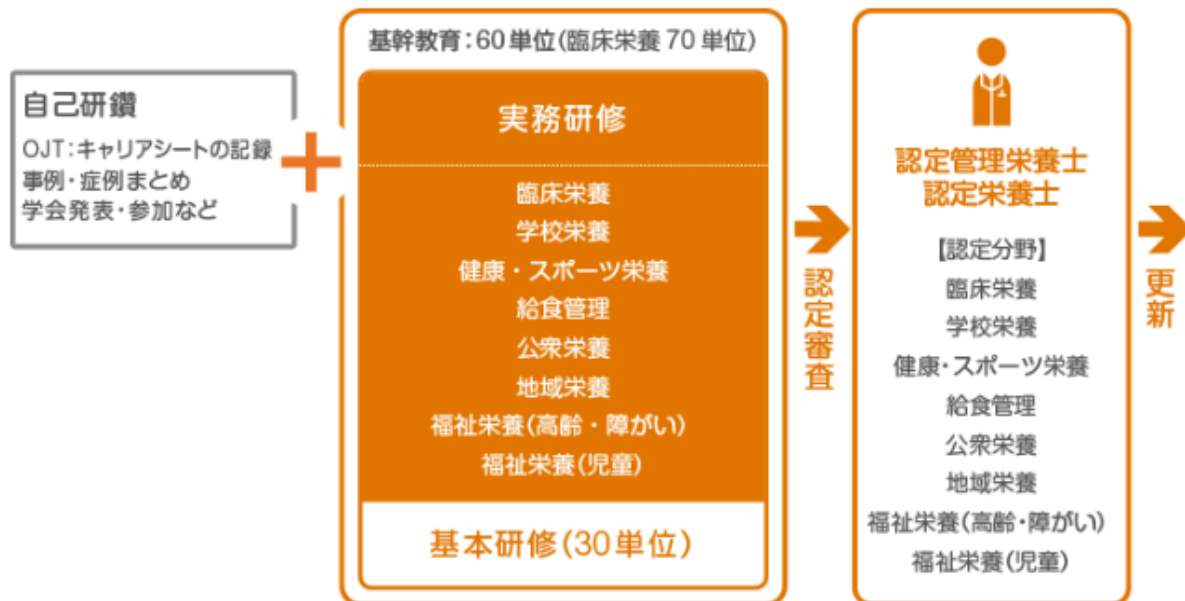 自己研鑽
OJT：キャリアシートの記録
事例・症例まとめ
学会発表・参加など
基幹教育：60単位(臨床栄養 70 単位)
実務研修
臨床栄養
学校栄養
健康・スポーツ栄養
給食管理
公衆栄養
地域栄養
福祉栄養(高齢・障がい)
福祉栄養(児童)
基本研修(30単位)
認定審査
認定管理栄養士
認定栄養士
【認定分野】
臨床栄養
学校栄養
健康・スポーツ栄養
給食管理
公衆栄養
地域栄養
福祉栄養(高齢・障がい)
福祉栄養(児童)
更新